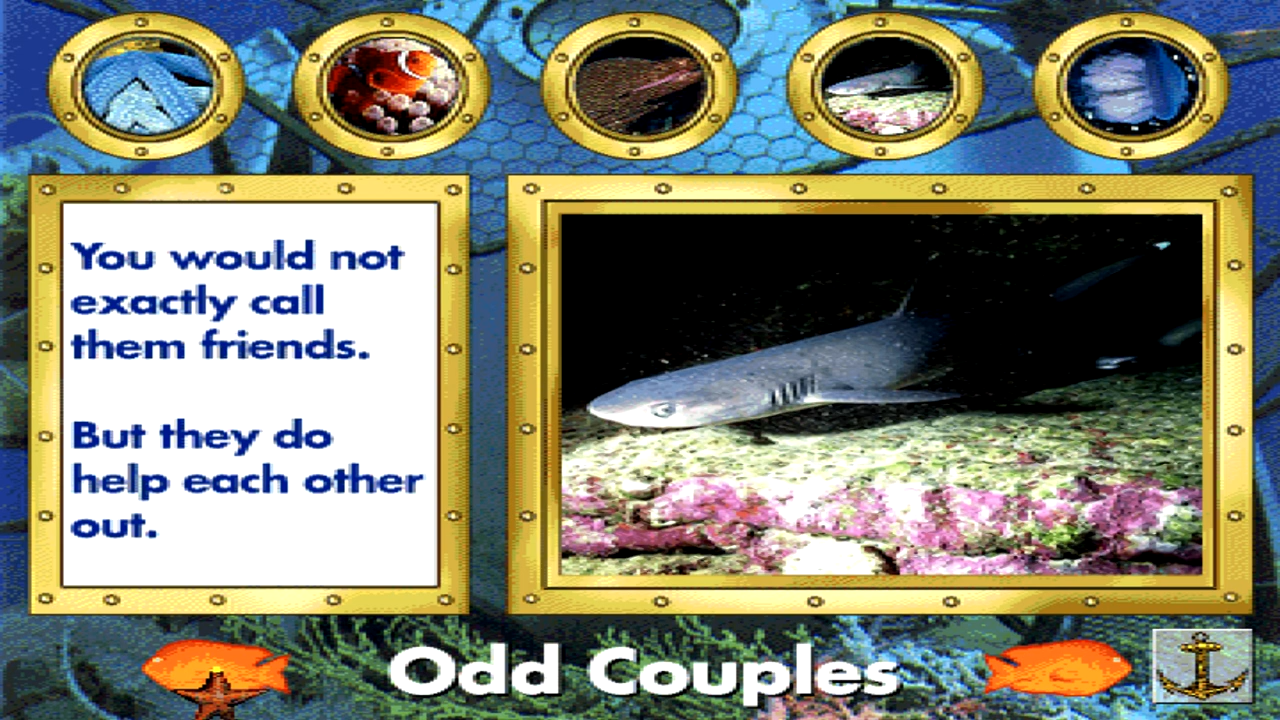 You would not
exactly call
them friends.
But they do
help each other
out.
Odd Couples